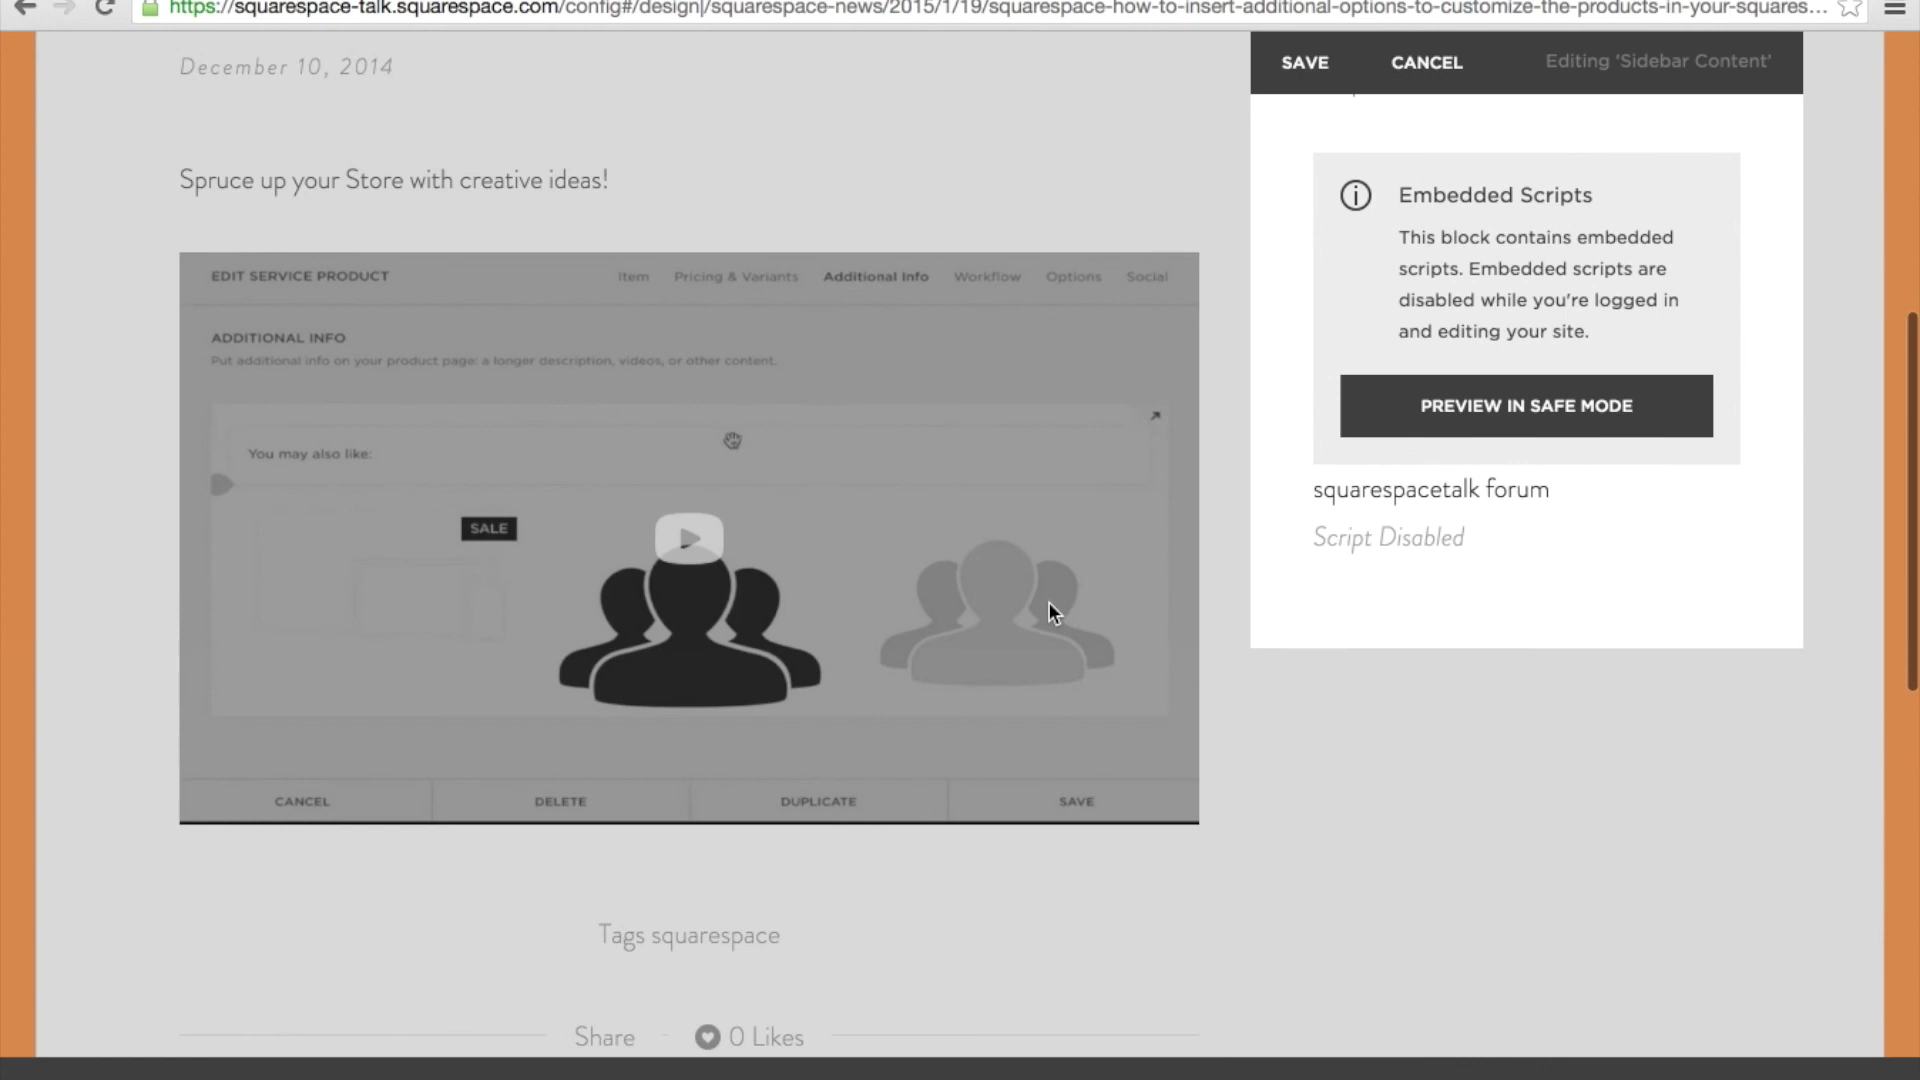 https://squarespace-talk.squarespace.com/config#/design|/squarespace-news/2015/1/19/squarespace-how-to-insert-additional-options-to-customize-the-products-in-your-squares...
December 10, 2014
Spruce up your Store with creative ideas!
EDIT SERVICE PRODUCT
Item Pricing & Variants Additional Info Workflow Options Social
ADDITIONAL INFO
Put additional info on your product page: a longer description, videos, or other content.
You may also like:
SALE
CANCEL DELETE DUPLICATE SAVE
Tags squarespace
Share 0 Likes
SAVE CANCEL Editing 'Sidebar Content'
Embedded Scripts
This block contains embedded
scripts. Embedded scripts are
disabled while you're logged in
and editing your site.
PREVIEW IN SAFE MODE
squarespacetalk forum
Script Disabled